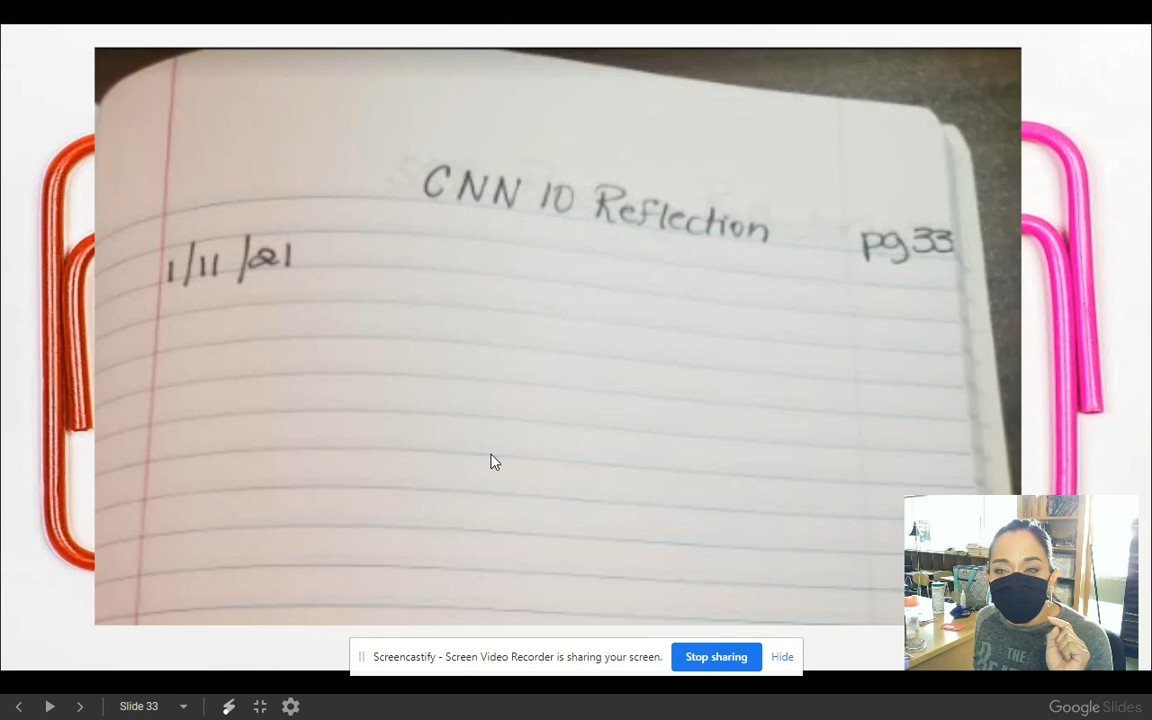 CNN 10 Reflection
pg 33
1/11/21
Screencastify - Screen Video Recorder is sharing your screen.
Stop sharing
Hide
THE
Slide 33
Google Slides